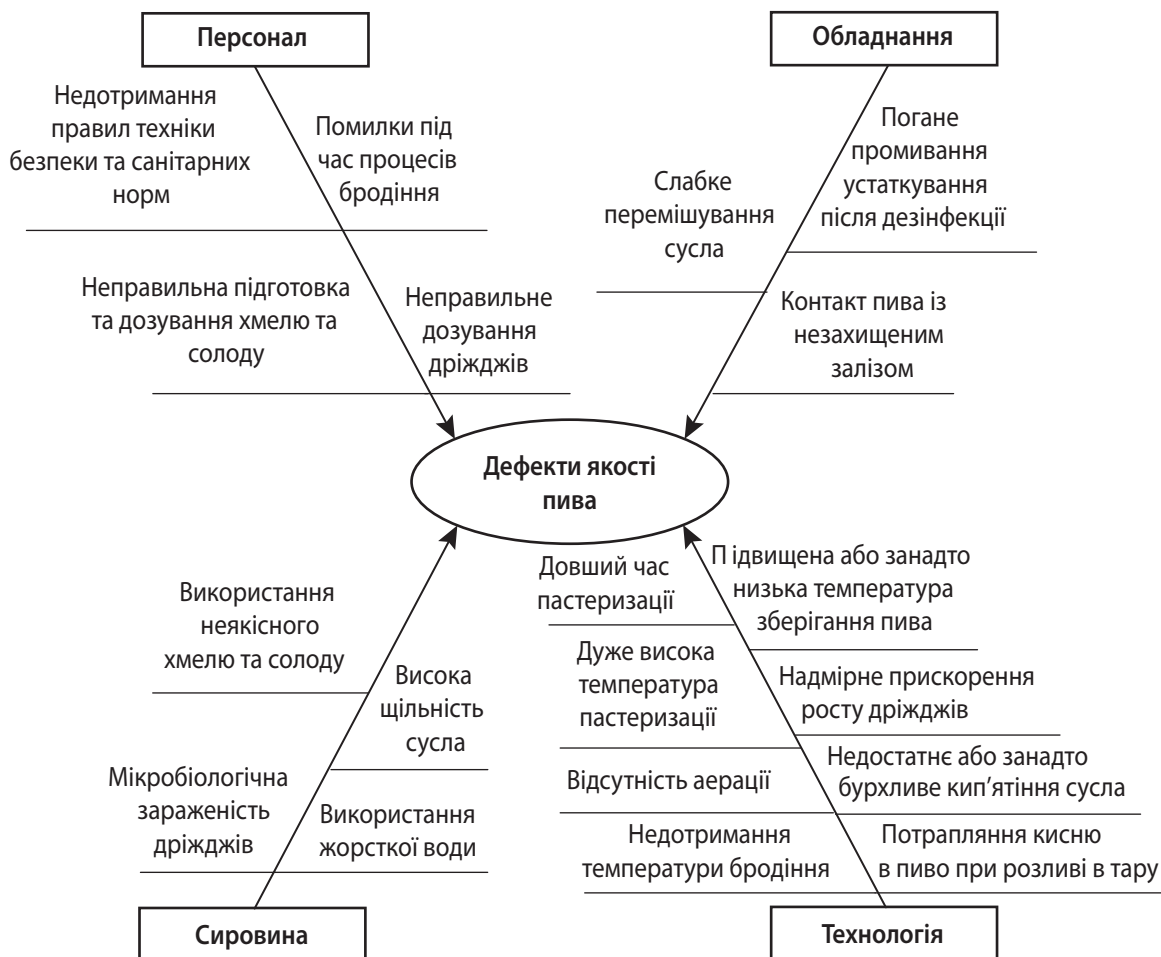 Персонал
Обладнання
Недотримання
правил техніки
безпеки та санітарних
норм
Помилки під
час процесів
бродіння
Слабке
перемішування
сусла
Погане
промивання
устаткування
після дезінфекції
Неправильна підготовка
та дозування хмелю та
солоду
Неправильне
дозування
дріжджів
Контакт пива із
незахищеним
залізом
Дефекти якості
пива
Використання
неякісного
хмелю та солоду
Висока
щільність
сусла
Мікробіологічна
зараженість
дріжджів
Використання
жорсткої води
Довший час
пастеризації
П ідвищена або занадто
низька температура
зберігання пива
Дуже висока
температура
пастеризації
Надмірне прискорення
росту дріжджів
Відсутність аерації
Недостатнє або занадто
бурхливе кип’ятіння сусла
Недотримання
температури бродіння
Потрапляння кисню
в пиво при розливі в тару
Сировина
Технологія